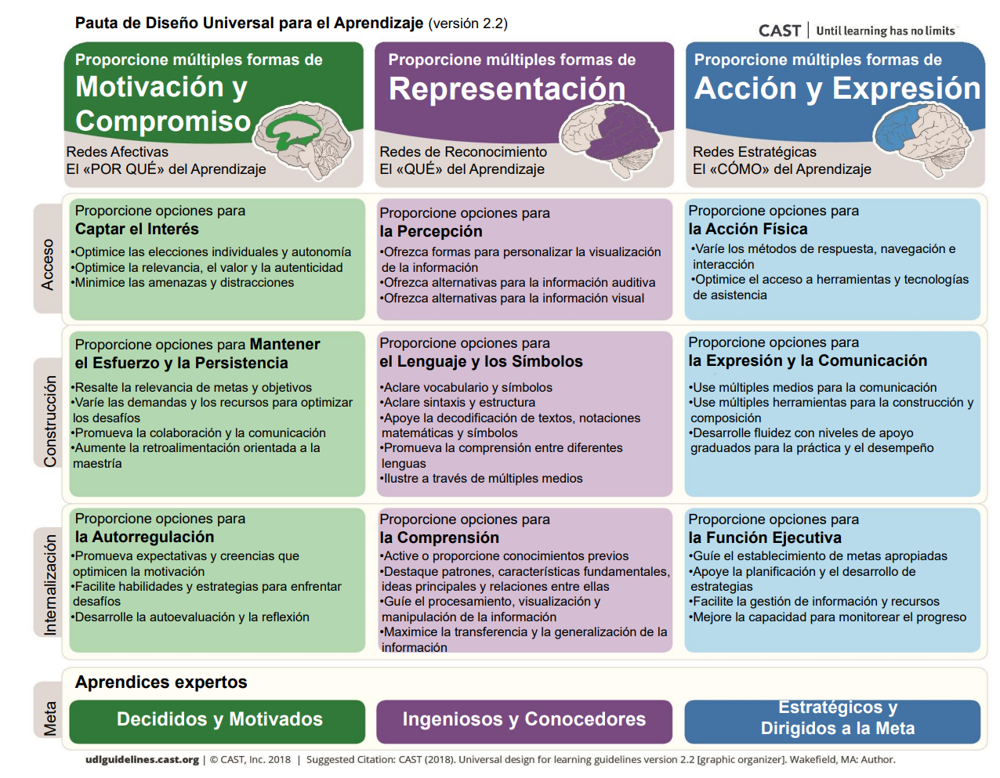 Pauta de Diseño Universal para el Aprendizaje (versión 2.2)
CAST | Until learning has no limits
Proporcione múltiples formas de
Motivación y
Compromiso
Redes Afectivas
El «POR QUÉ» del Aprendizaje
Proporcione múltiples formas de
Representación
Redes de Reconocimiento
El «QUÉ» del Aprendizaje
Proporcione múltiples formas de
Acción y Expresión
Redes Estratégicas
El «CÓMO» del Aprendizaje
Acceso
Proporcione opciones para
Captar el Interés
•Optimice las elecciones individuales y autonomía
•Optimice la relevancia, el valor y la autenticidad
•Minimice las amenazas y distracciones
Proporcione opciones para
la Percepción
•Ofrezca formas para personalizar la visualización
de la información
•Ofrezca alternativas para la información auditiva
•Ofrezca alternativas para la información visual
Proporcione opciones para
la Acción Física
•Varíe los métodos de respuesta, navegación e
interacción
•Optimice el acceso a herramientas y tecnologías
de asistencia
Construcción
Proporcione opciones para Mantener
el Esfuerzo y la Persistencia
•Resalte la relevancia de metas y objetivos
•Varíe las demandas y los recursos para optimizar
los desafíos
•Promueva la colaboración y la comunicación
•Aumente la retroalimentación orientada a la
maestría
Proporcione opciones para
el Lenguaje y los Símbolos
•Aclare vocabulario y símbolos
•Aclare sintaxis y estructura
•Apoye la decodificación de textos, notaciones
matemáticas y símbolos
•Promueva la comprensión entre diferentes
lenguas
•Ilustre a través de múltiples medios
Proporcione opciones para
la Expresión y la Comunicación
•Use múltiples medios para la comunicación
•Use múltiples herramientas para la construcción y
composición
•Desarrolle fluidez con niveles de apoyo
graduados para la práctica y el desempeño
Internalización
Proporcione opciones para
la Autorregulación
•Promueva expectativas y creencias que
optimicen la motivación
•Facilite habilidades y estrategias para enfrentar
desafíos
•Desarrolle la autoevaluación y la reflexión
Proporcione opciones para
la Comprensión
•Active o proporcione conocimientos previos
•Destaque patrones, características fundamentales,
ideas principales y relaciones entre ellas
•Guíe el procesamiento, visualización y
manipulación de la información
•Maximice la transferencia y la generalización de la
información
Proporcione opciones para
la Función Ejecutiva
•Guíe el establecimiento de metas apropiadas
•Apoye la planificación y el desarrollo de
estrategias
•Facilite la gestión de información y recursos
•Mejore la capacidad para monitorear el progreso
Meta
Aprendices expertos
Decididos y Motivados
Ingeniosos y Conocedores
Estratégicos y
Dirigidos a la Meta
udlguidelines.cast.org | © CAST, Inc. 2018 | Suggested Citation: CAST (2018). Universal design for learning guidelines version 2.2 [graphic organizer]. Wakefield, MA: Author.